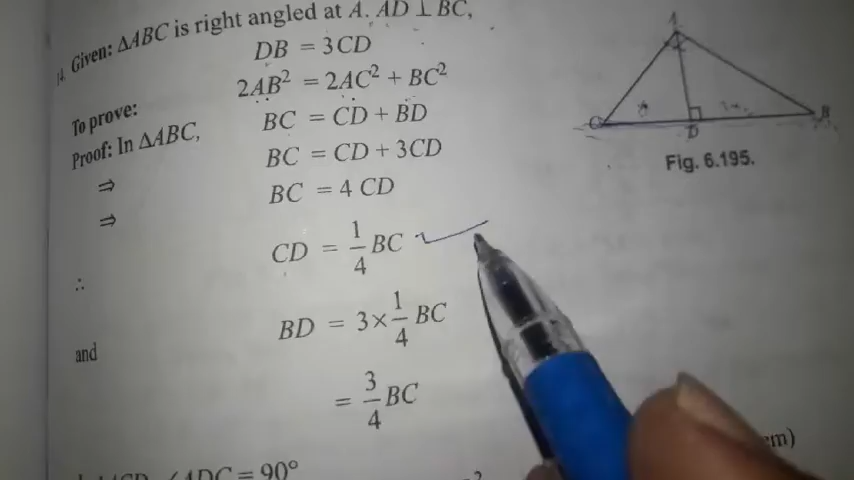 14. Given: ΔABC is right angled at A. AD ⊥ BC,
DB = 3CD
To prove: 2AB² = 2AC² + BC²
Proof: In ΔABC, BC = CD + BD
⇒ BC = CD + 3CD
⇒ BC = 4 CD
∴ CD = 1/4 BC
and BD = 3 × 1/4 BC
= 3/4 BC
∠ADC = 90°
A
C
D
B
Fig. 6.195.